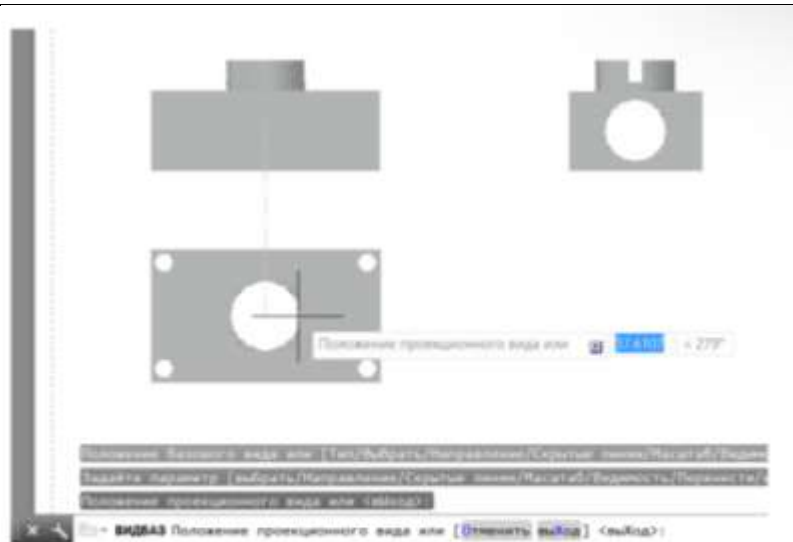 Положение проекционного вида или < 279°
Положение базового вида или [Тип/Выбрать/Направление/Скрытые линии/Масштаб/Видим
Задайте параметр [выбрать/Направление/Скрытые линии/Масштаб/Видимость/Перенести/
Положение проекционного вида или <выход>:
ВИДБАЗ Положение проекционного вида или [Отменить выХод] <выХод>: